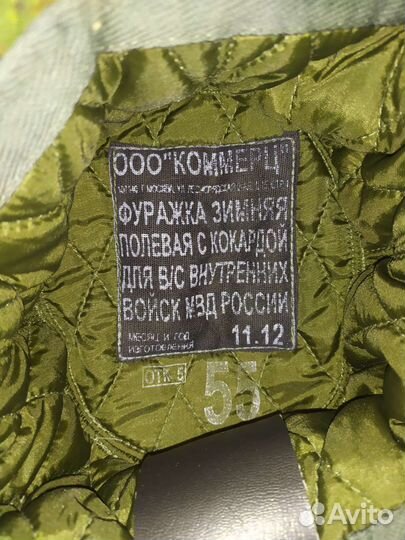 ООО "КОММЕРЦ"
ФУРАЖКА ЗИМНЯЯ
ПОЛЕВАЯ С КОКАРДОЙ
ДЛЯ В/С ВНУТРЕННИХ
ВОЙСК МВД РОССИИ
МЕСЯЦ И ГОД
ИЗГОТОВЛЕНИЯ 11.12
ОТК 5 55
Avito